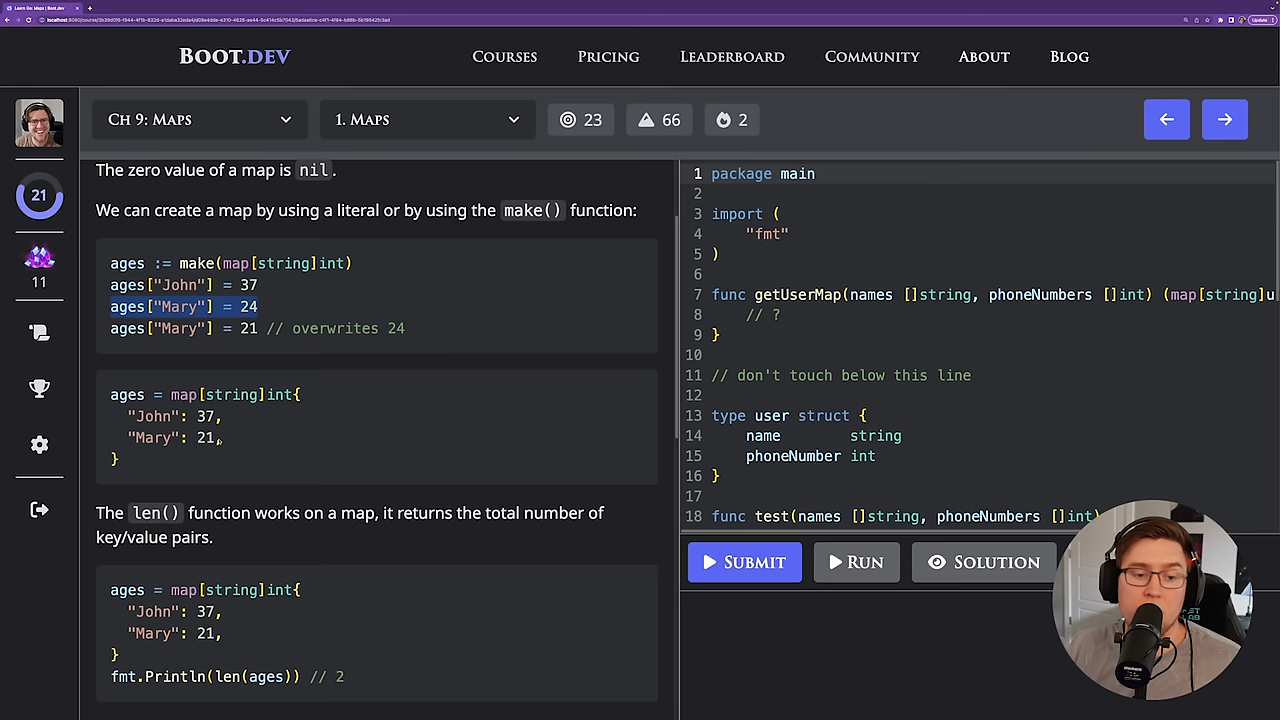 Learn Go: Maps | Boot.dev
Update
BOOT.DEV
COURSES
PRICING
LEADERBOARD
COMMUNITY
ABOUT
BLOG
CH 9: MAPS
1. MAPS
23
66
2
21
11
The zero value of a map is nil.
We can create a map by using a literal or by using the make() function:
ages := make(map[string]int)
ages["John"] = 37
ages["Mary"] = 24
ages["Mary"] = 21 // overwrites 24
ages = map[string]int{
"John": 37,
"Mary": 21,
}
The len() function works on a map, it returns the total number of
key/value pairs.
ages = map[string]int{
"John": 37,
"Mary": 21,
}
fmt.Println(len(ages)) // 2
1 package main
2
3 import (
4 "fmt"
5 )
6
7 func getUserMap(names []string, phoneNumbers []int) (map[string]u
8 // ?
9 }
10
11 // don't touch below this line
12
13 type user struct {
14 name string
15 phoneNumber int
16 }
17
18 func test(names []string, phoneNumbers []int)
SUBMIT
RUN
SOLUTION